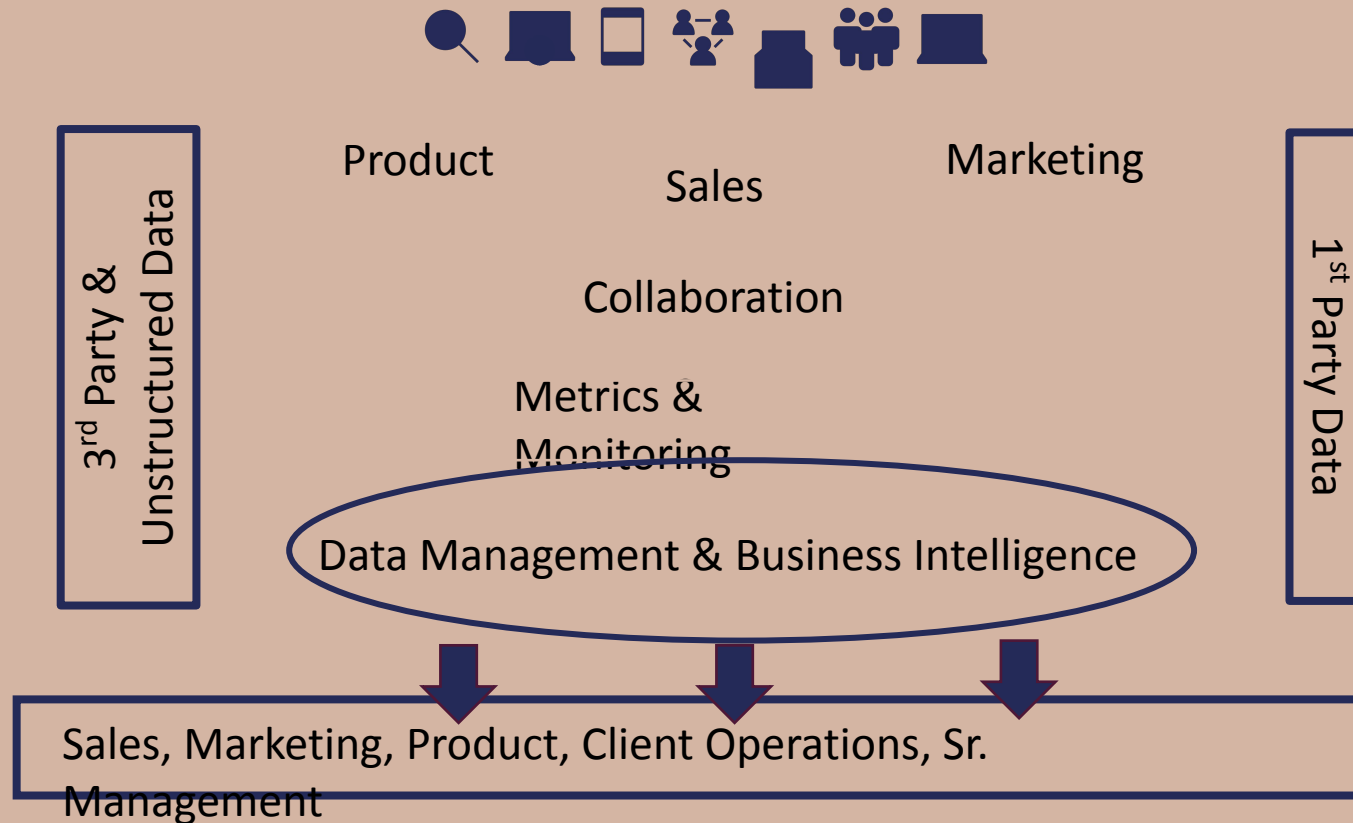 Product
Sales
Marketing
3rd Party &
Unstructured Data
1st Party Data
Collaboration
Metrics &
Monitoring
Data Management & Business Intelligence
Sales, Marketing, Product, Client Operations, Sr.
Management